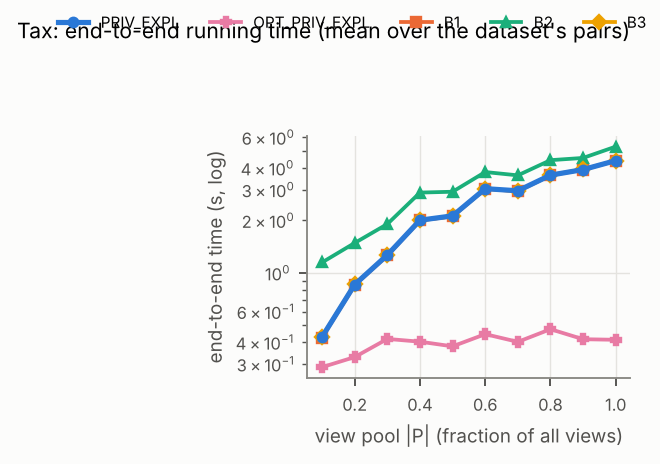 PRIV_EXPL OPT_PRIV_EXPL B1 B2 B3
Tax: end-to-end running time (mean over the dataset's pairs)
6 × 10⁰
4 × 10⁰
3 × 10⁰
2 × 10⁰
10⁰
6 × 10⁻¹
4 × 10⁻¹
3 × 10⁻¹
end-to-end time (s, log)
0.2 0.4 0.6 0.8 1.0
view pool |P| (fraction of all views)